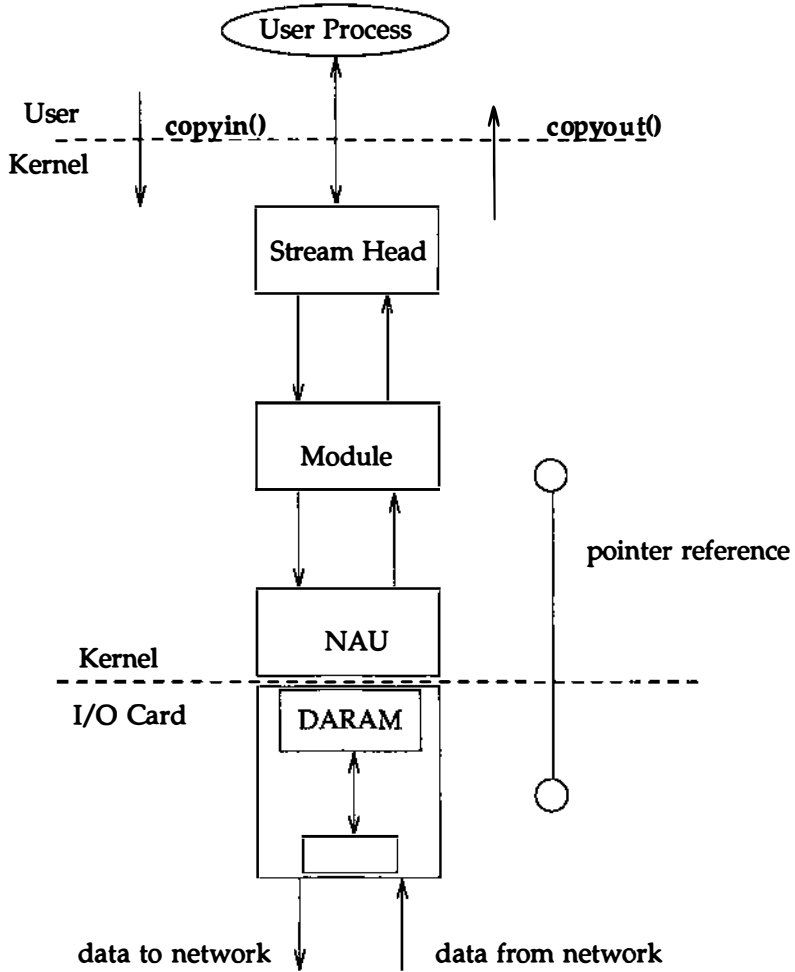 User Process
User
copyin()
copyout()
Kernel
Stream Head
Module
pointer reference
NAU
Kernel
I/O Card
DARAM
data to network
data from network